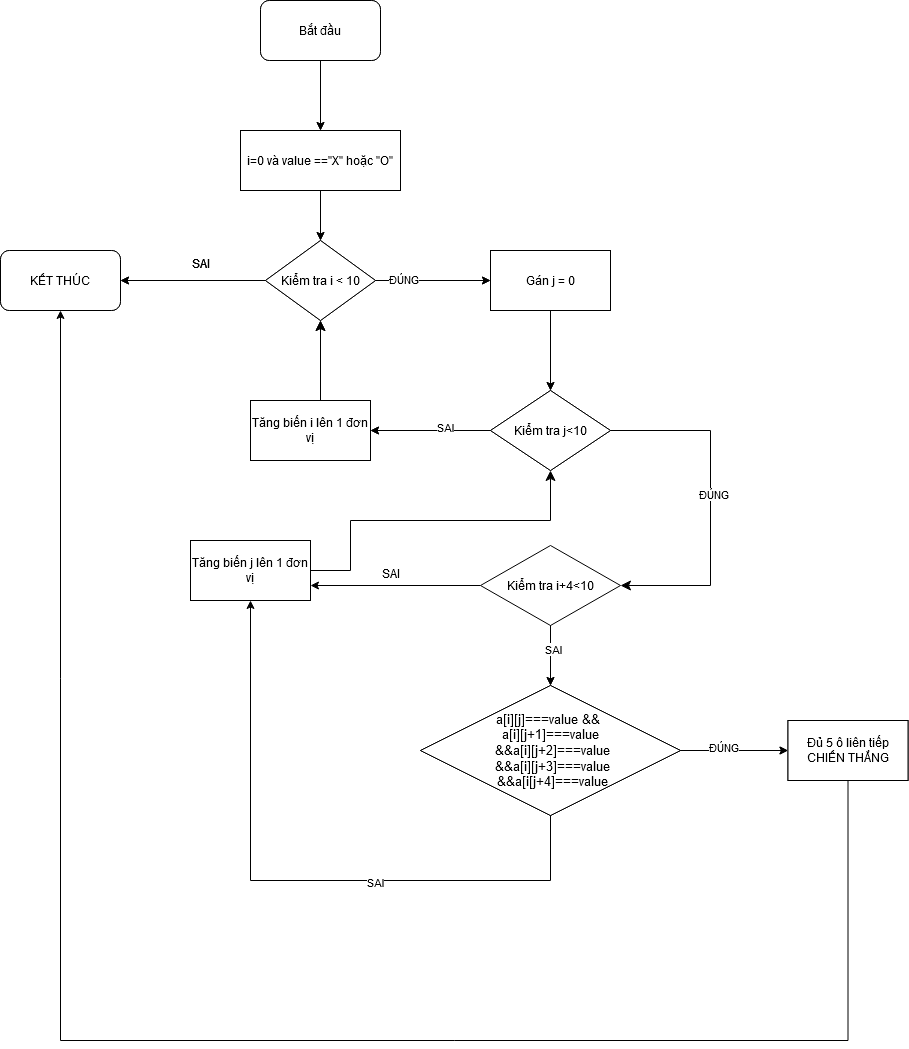 Bắt đầu
i=0 và value =="X" hoặc "O"
SAI
KẾT THÚC
Kiểm tra i < 10
ĐÚNG
Gán j = 0
Tăng biến i lên 1 đơn
vị
SAI
Kiểm tra j<10
ĐÚNG
Tăng biến j lên 1 đơn
vị
SAI
Kiểm tra i+4<10
SAI
a[i][j]===value &&
a[i][j+1]===value
&&a[i][j+2]===value
&&a[i][j+3]===value
&&a[i[j+4]===value
ĐÚNG
Đủ 5 ô liên tiếp
CHIẾN THẮNG
SAI